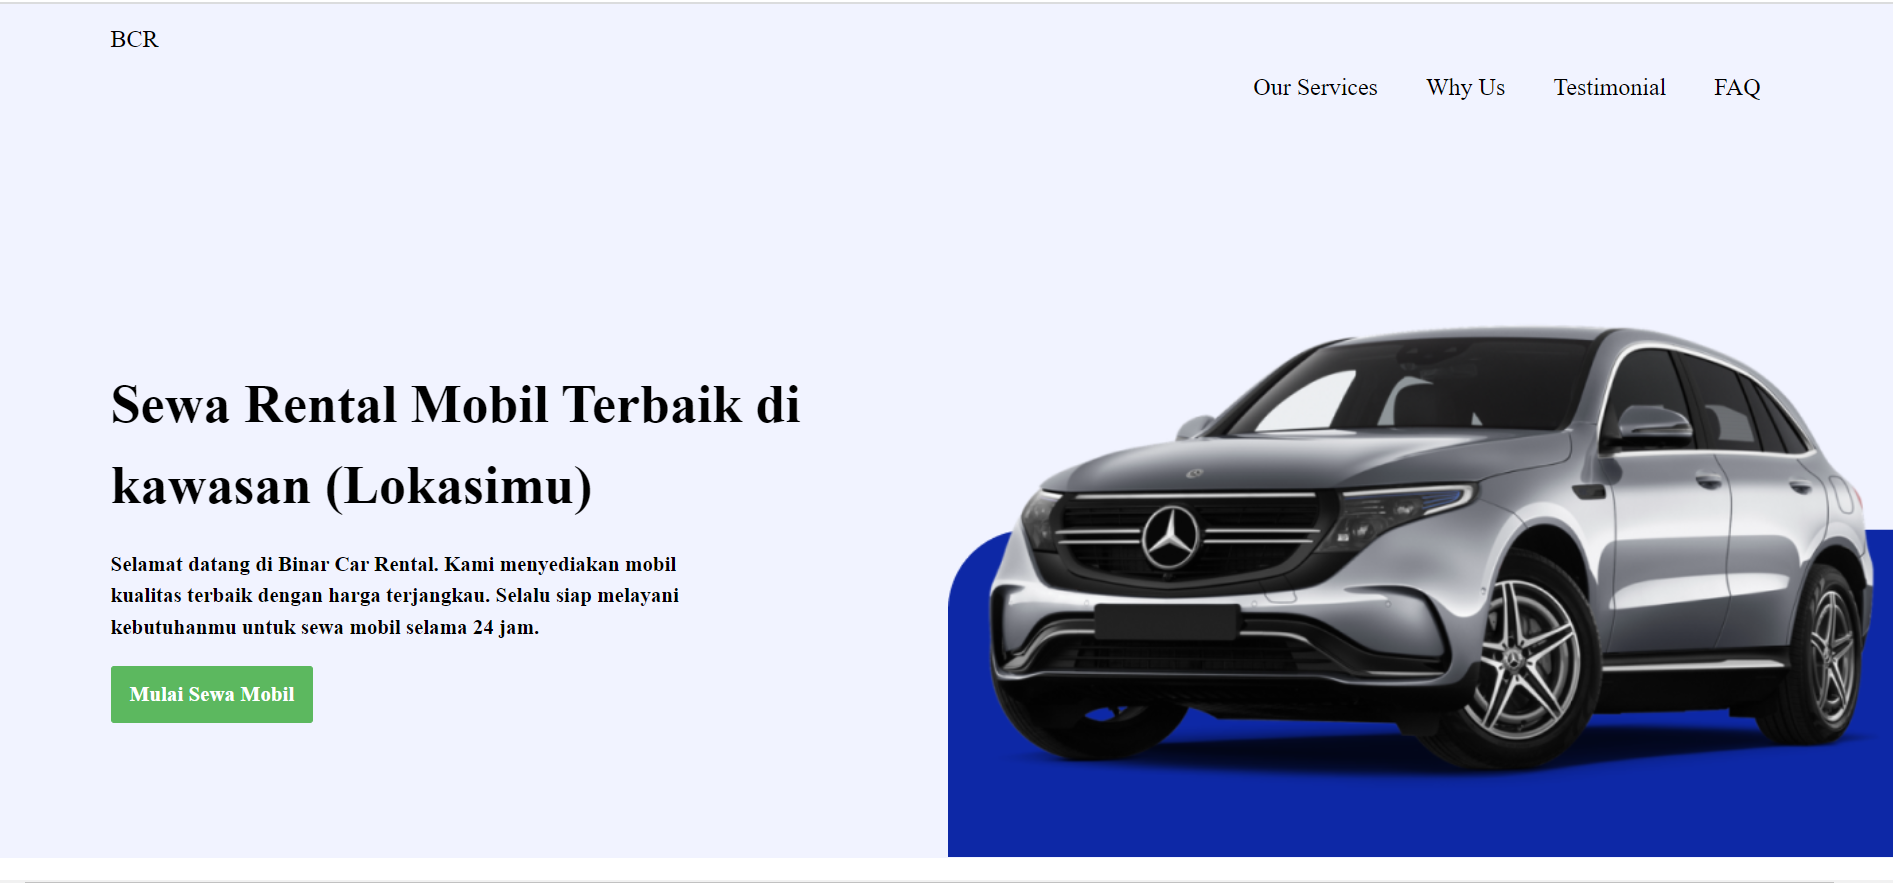 BCR
Our Services
Why Us
Testimonial
FAQ
Sewa Rental Mobil Terbaik di
kawasan (Lokasimu)
Selamat datang di Binar Car Rental. Kami menyediakan mobil
kualitas terbaik dengan harga terjangkau. Selalu siap melayani
kebutuhanmu untuk sewa mobil selama 24 jam.
Mulai Sewa Mobil